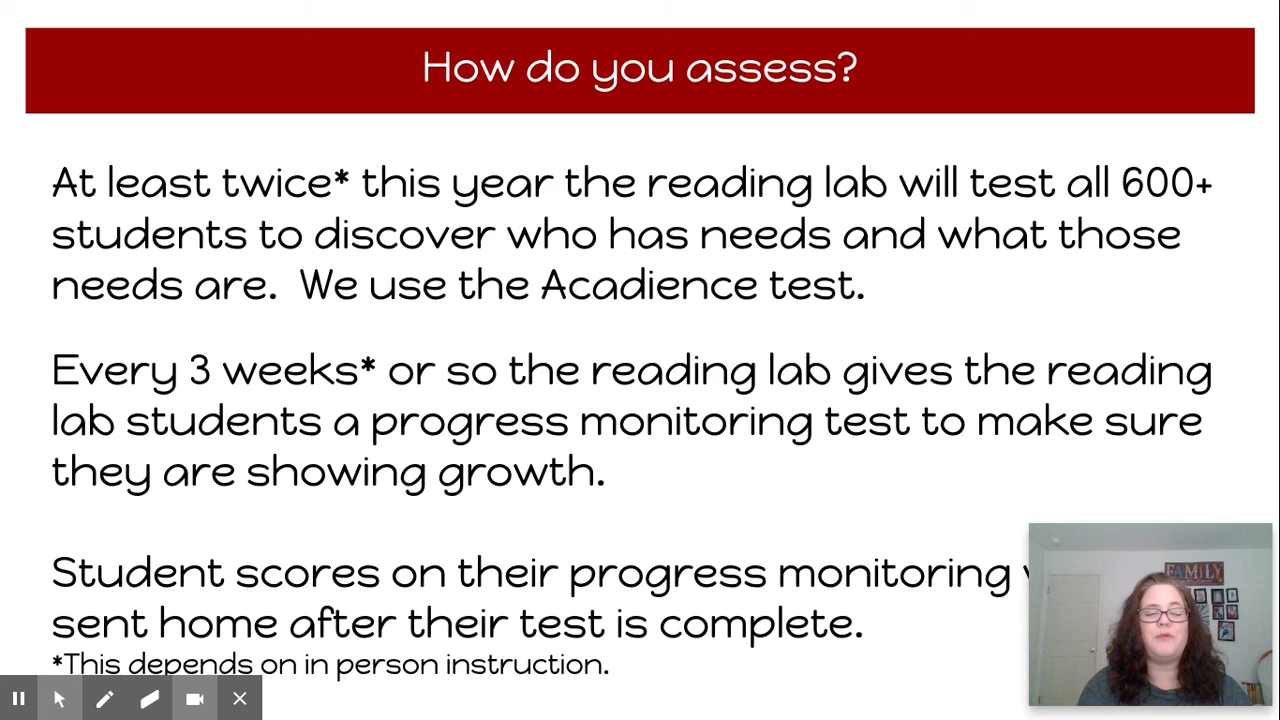 How do you assess?
At least twice* this year the reading lab will test all 600+
students to discover who has needs and what those
needs are.  We use the Acadience test.
Every 3 weeks* or so the reading lab gives the reading
lab students a progress monitoring test to make sure
they are showing growth.
Student scores on their progress monitoring
sent home after their test is complete.
*This depends on in person instruction.
FAMILY